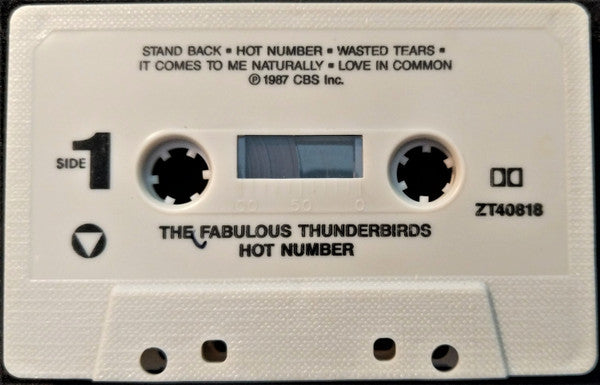 STAND BACK ▪ HOT NUMBER ▪ WASTED TEARS ▪
IT COMES TO ME NATURALLY ▪ LOVE IN COMMON
℗ 1987 CBS Inc.
SIDE 1
100 50 0
ZT40818
THE FABULOUS THUNDERBIRDS
HOT NUMBER